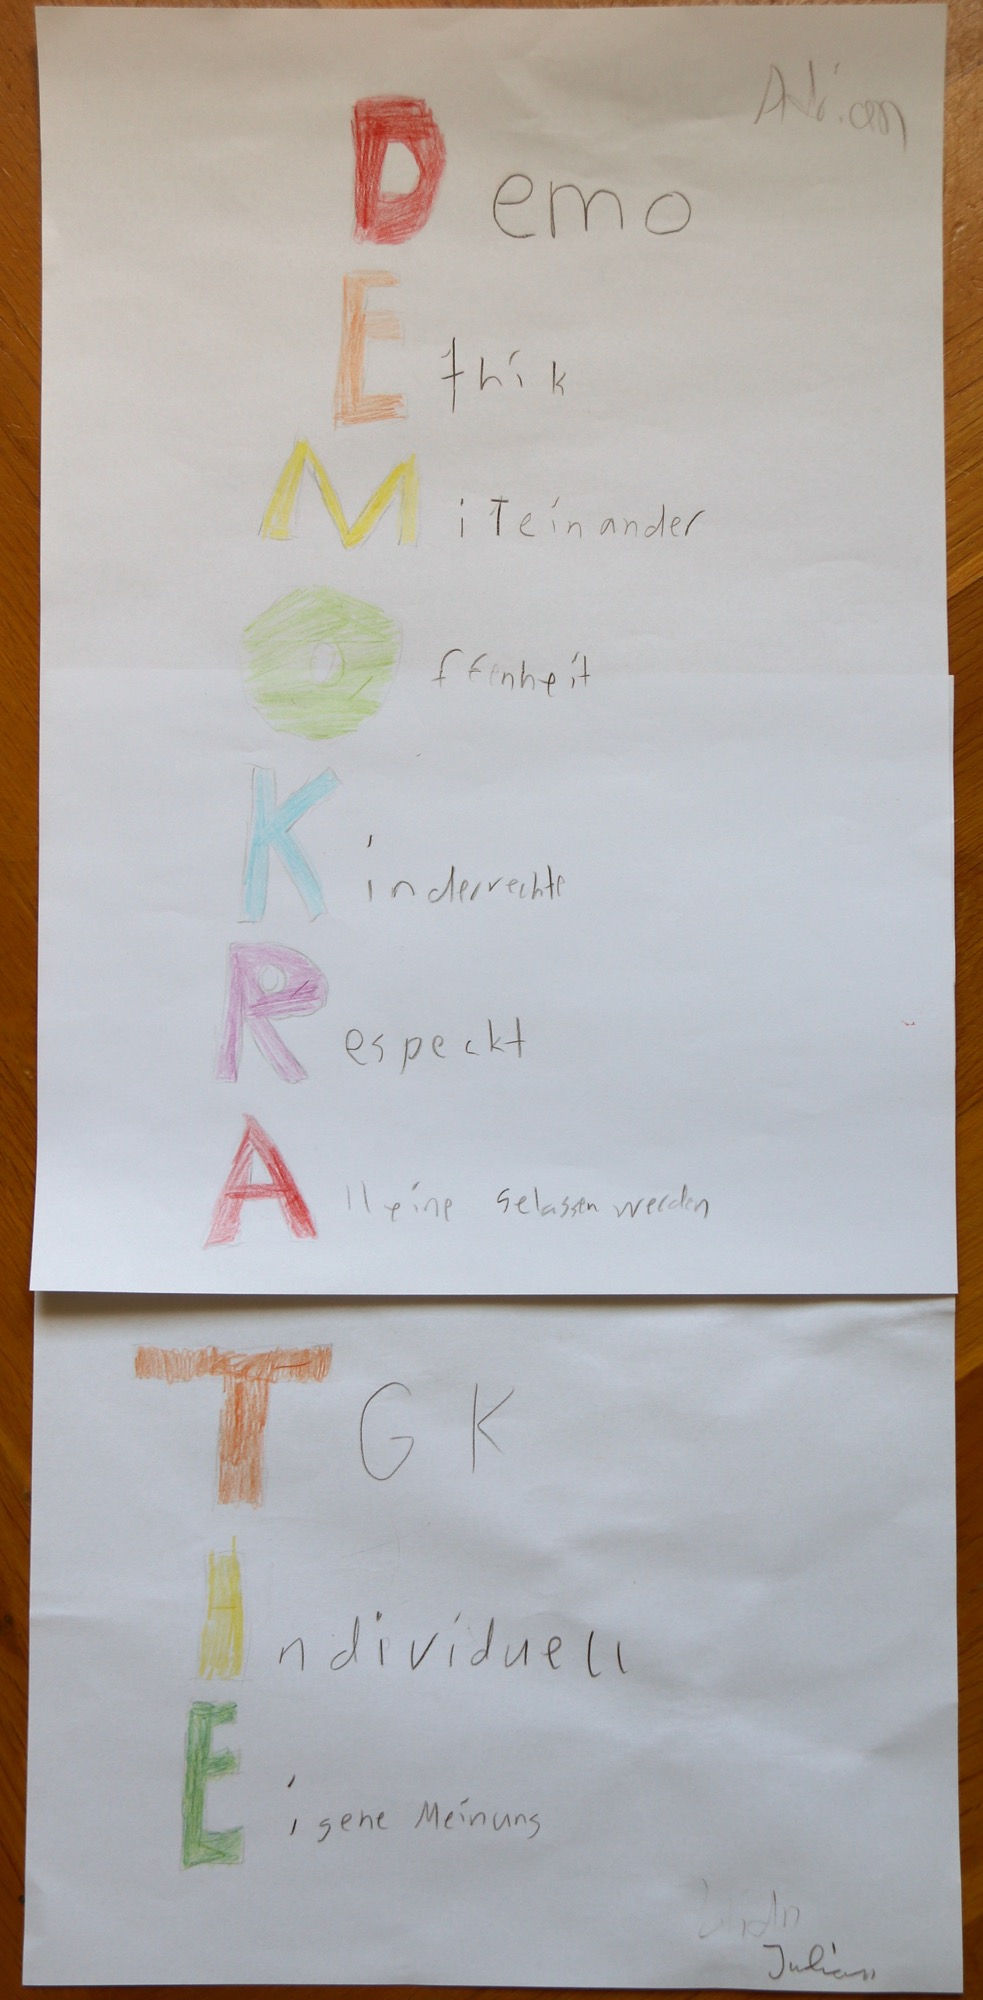 Adrian
Demo
Ethik
Miteinander
Offenheit
Kinderrechte
Respeckt
Alleine gelassen werden
TGK
Individuell
Eigene Meinung
Julian